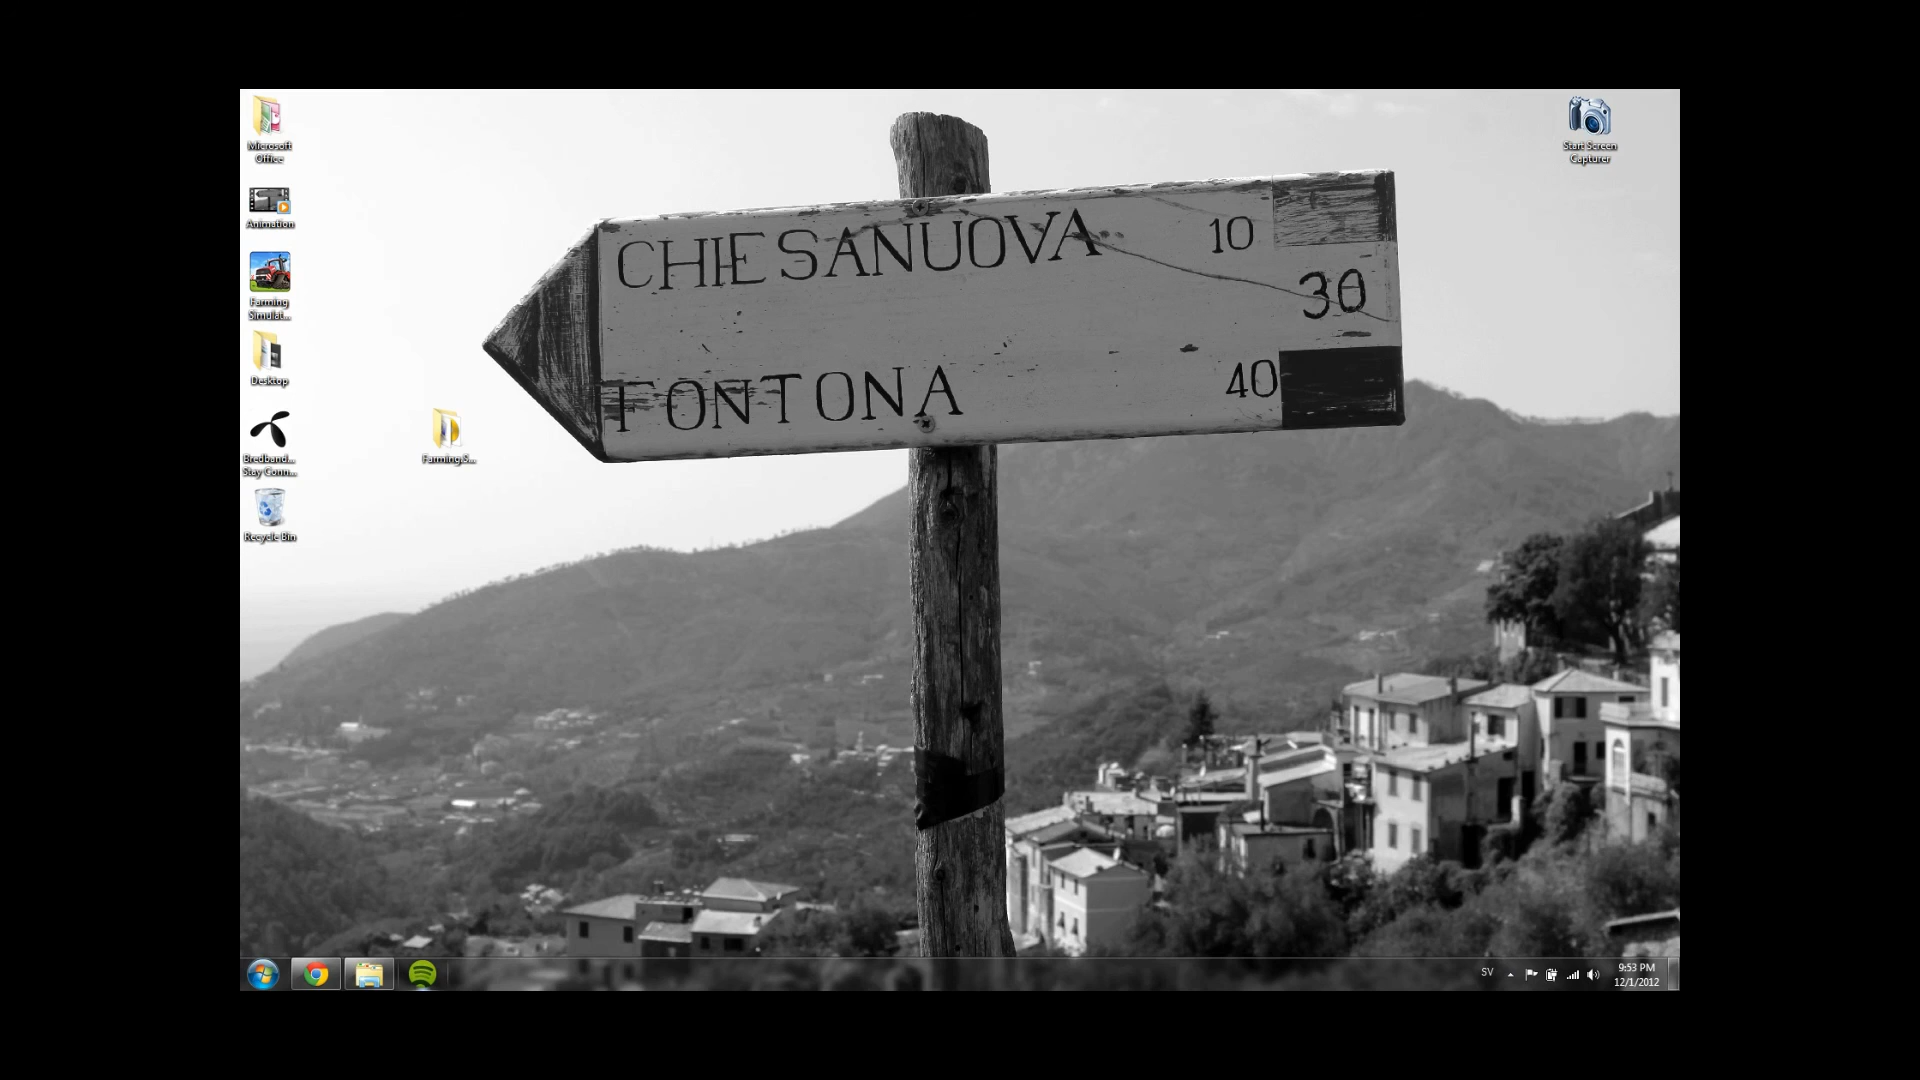 Microsoft
Office
Animation
Farming
Simulat...
Desktop
Bredband...
Stay Conn...
Recycle Bin
Farming S...
Start Screen
Capturer
CHIESANUOVA 10
30
FONTONA 40
SV
9:53 PM
12/1/2012